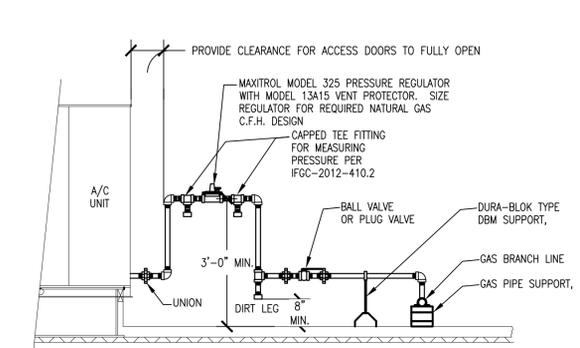 PROVIDE CLEARANCE FOR ACCESS DOORS TO FULLY OPEN
MAXITROL MODEL 325 PRESSURE REGULATOR
WITH MODEL 13A15 VENT PROTECTOR. SIZE
REGULATOR FOR REQUIRED NATURAL GAS
C.F.H. DESIGN
CAPPED TEE FITTING
FOR MEASURING
PRESSURE PER
IFGC-2012-410.2
A/C
UNIT
BALL VALVE
OR PLUG VALVE
DURA-BLOK TYPE
DBM SUPPORT,
3'-0" MIN.
GAS BRANCH LINE
GAS PIPE SUPPORT,
UNION
DIRT LEG
8"
MIN.